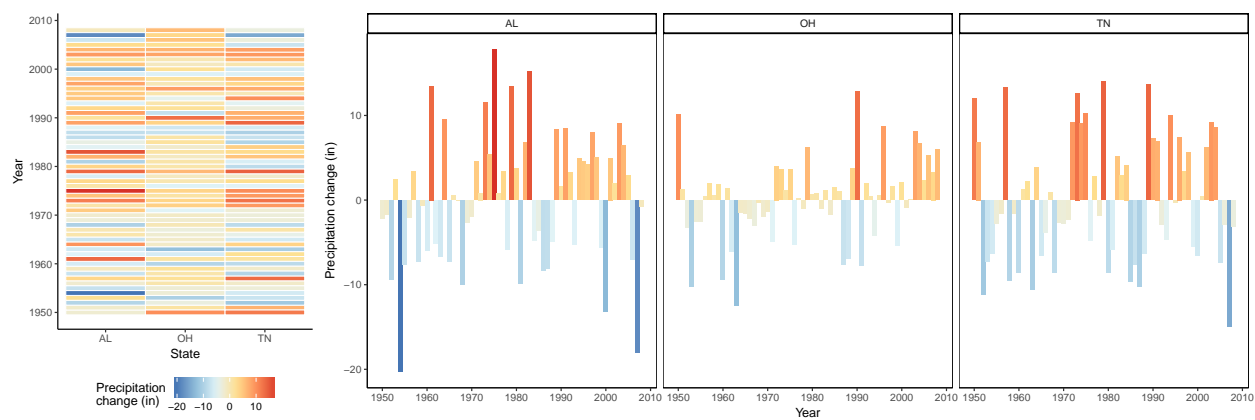 2010
2000
1990
1980
1970
1960
1950
Year
AL OH TN
State
Precipitation
change (in)
−20 −10 0 10
AL OH TN
10
0
−10
−20
Precipitation change (in)
1950 1960 1970 1980 1990 2000 2010
1950 1960 1970 1980 1990 2000 2010
1950 1960 1970 1980 1990 2000 2010
Year